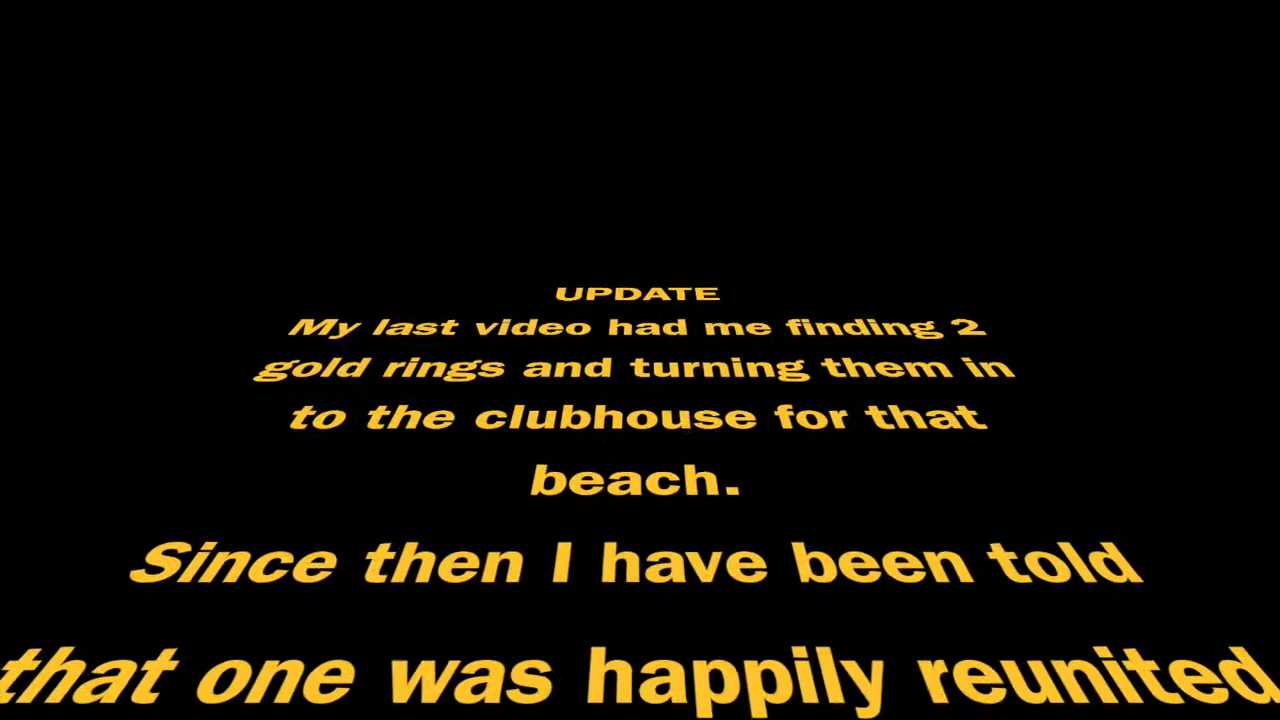 UPDATE
My last video had me finding 2
gold rings and turning them in
to the clubhouse for that
beach.
Since then I have been told
that one was happily reunited